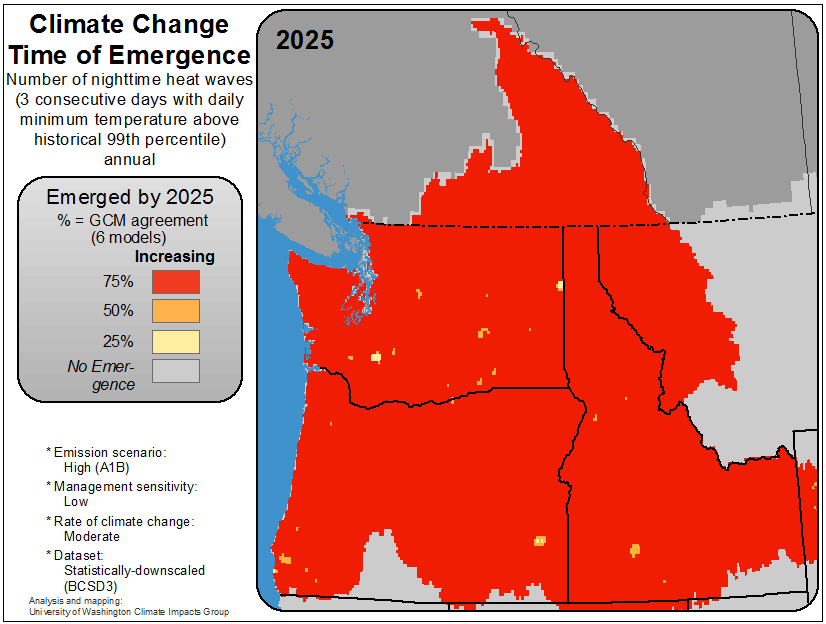 Climate Change
Time of Emergence
Number of nighttime heat waves
(3 consecutive days with daily
minimum temperature above
historical 99th percentile)
annual
Emerged by 2025
% = GCM agreement
(6 models)
Increasing
75%
50%
25%
No Emer-
gence
* Emission scenario:
High (A1B)
* Management sensitivity:
Low
* Rate of climate change:
Moderate
* Dataset:
Statistically-downscaled
(BCSD3)
Analysis and mapping:
University of Washington Climate Impacts Group
2025